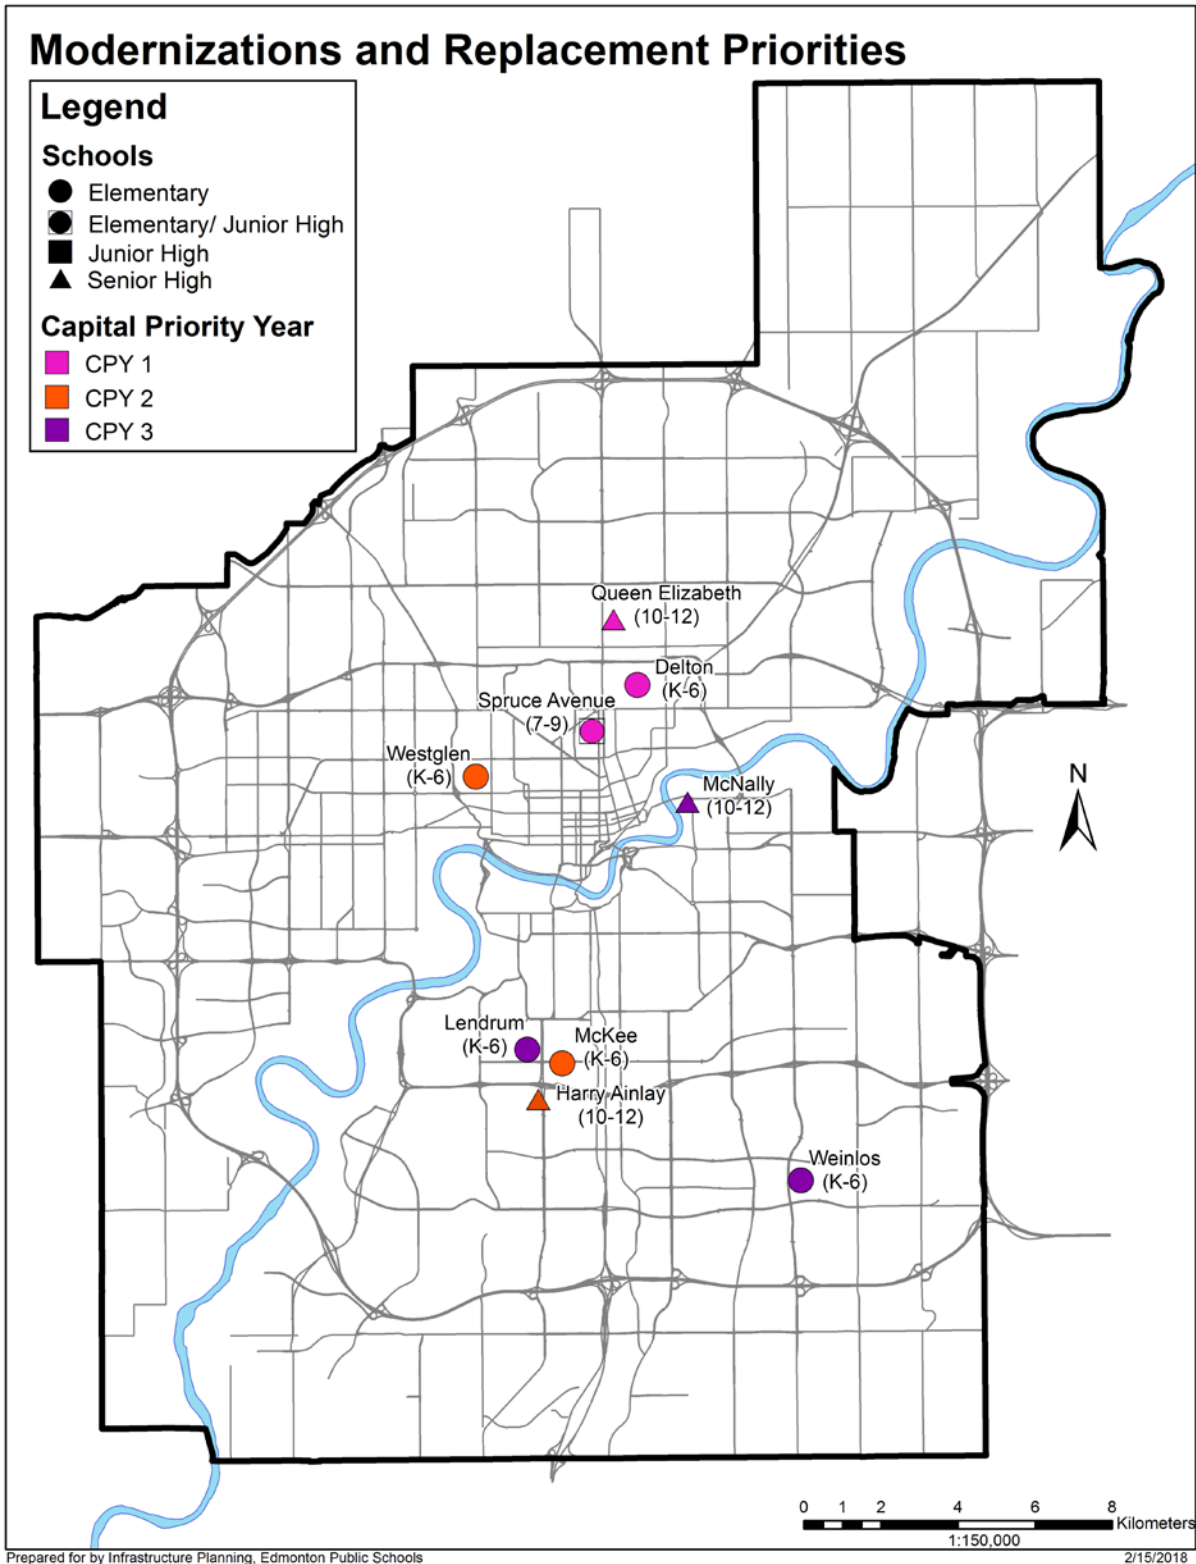 Modernizations and Replacement Priorities
Legend
Schools
Elementary
Elementary/ Junior High
Junior High
Senior High
Capital Priority Year
CPY 1
CPY 2
CPY 3
Queen Elizabeth
(10-12)
Delton
(K-6)
Spruce Avenue
(7-9)
Westglen
(K-6)
McNally
(10-12)
N
Lendrum
(K-6)
McKee
(K-6)
Harry Ainlay
(10-12)
Weinlos
(K-6)
0 1 2 4 6 8
Kilometers
1:150,000
Prepared for by Infrastructure Planning, Edmonton Public Schools
2/15/2018